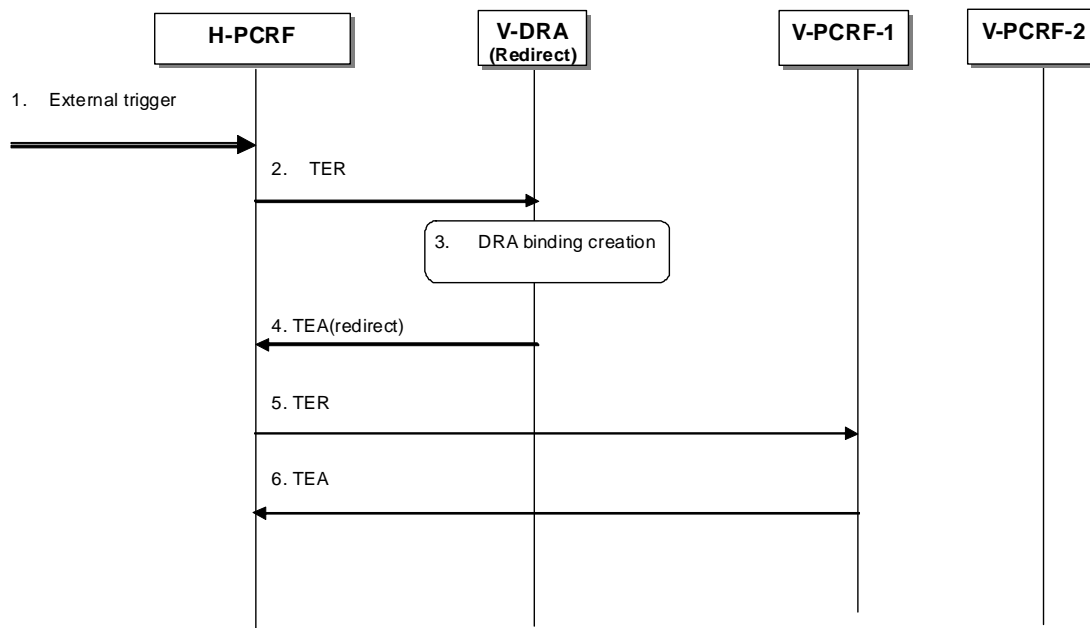 H-PCRF
V-DRA
(Redirect)
V-PCRF-1
V-PCRF-2
1. External trigger
2. TER
3. DRA binding creation
4. TEA(redirect)
5. TER
6. TEA